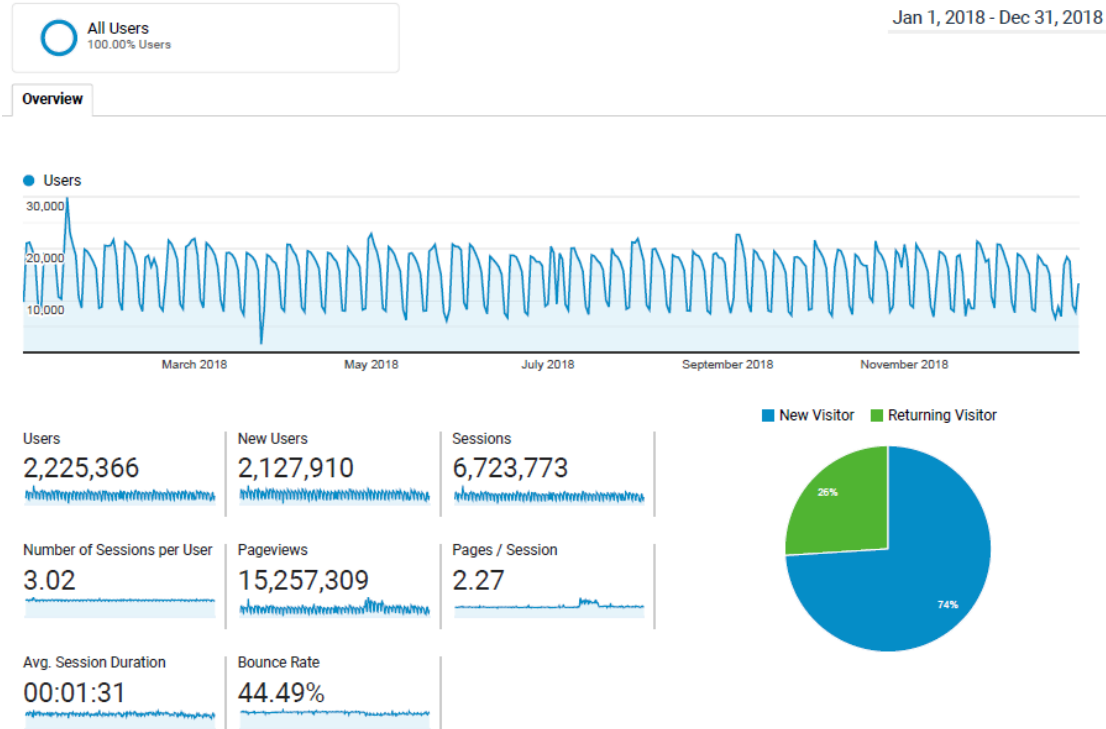 All Users
100.00% Users
Jan 1, 2018 - Dec 31, 2018
Overview
Users
30,000
20,000
10,000
March 2018
May 2018
July 2018
September 2018
November 2018
New Visitor
Returning Visitor
Users
2,225,366
New Users
2,127,910
Sessions
6,723,773
26%
74%
Number of Sessions per User
3.02
Pageviews
15,257,309
Pages / Session
2.27
Avg. Session Duration
00:01:31
Bounce Rate
44.49%